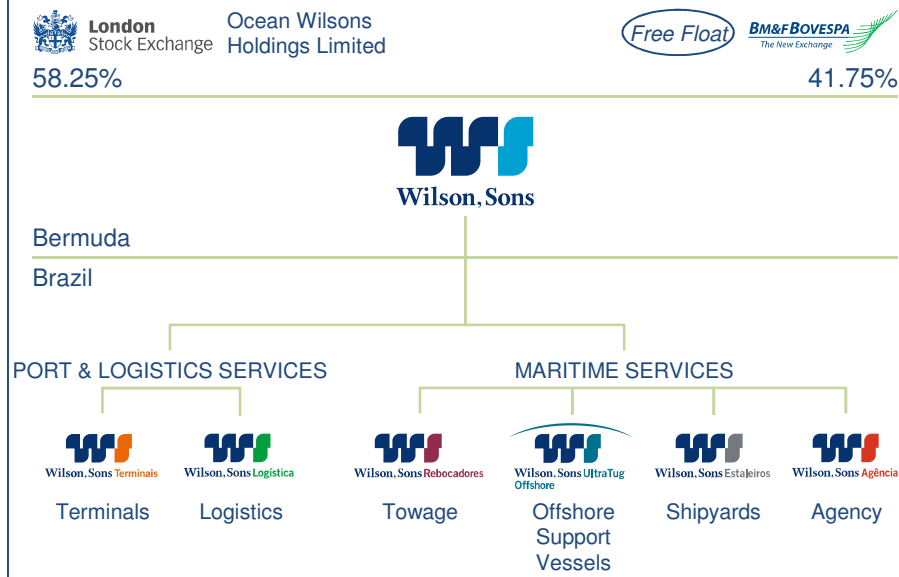 London
Stock Exchange
Ocean Wilsons
Holdings Limited
Free Float
BM&FBOVESPA
The New Exchange
58.25%
41.75%
Wilson, Sons
Bermuda
Brazil
PORT & LOGISTICS SERVICES
MARITIME SERVICES
Wilson, Sons Terminais
Wilson, Sons Logística
Wilson, Sons Rebocadores
Wilson, Sons UltraTug
Offshore
Wilson, Sons Estaleiros
Wilson, Sons Agência
Terminals
Logistics
Towage
Offshore
Support
Vessels
Shipyards
Agency